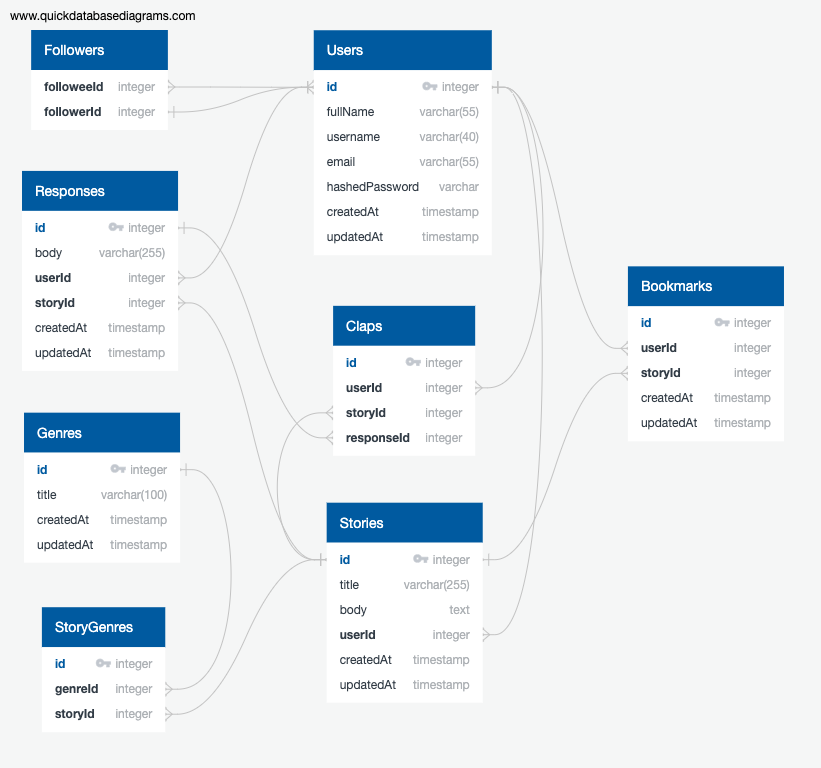 www.quickdatabasediagrams.com
Followers
followeeId integer
followerId integer
Users
id integer
fullName varchar(55)
username varchar(40)
email varchar(55)
hashedPassword varchar
createdAt timestamp
updatedAt timestamp
Responses
id integer
body varchar(255)
userId integer
storyId integer
createdAt timestamp
updatedAt timestamp
Bookmarks
id integer
userId integer
storyId integer
createdAt timestamp
updatedAt timestamp
Claps
id integer
userId integer
storyId integer
responseId integer
Genres
id integer
title varchar(100)
createdAt timestamp
updatedAt timestamp
Stories
id integer
title varchar(255)
body text
userId integer
createdAt timestamp
updatedAt timestamp
StoryGenres
id integer
genreId integer
storyId integer